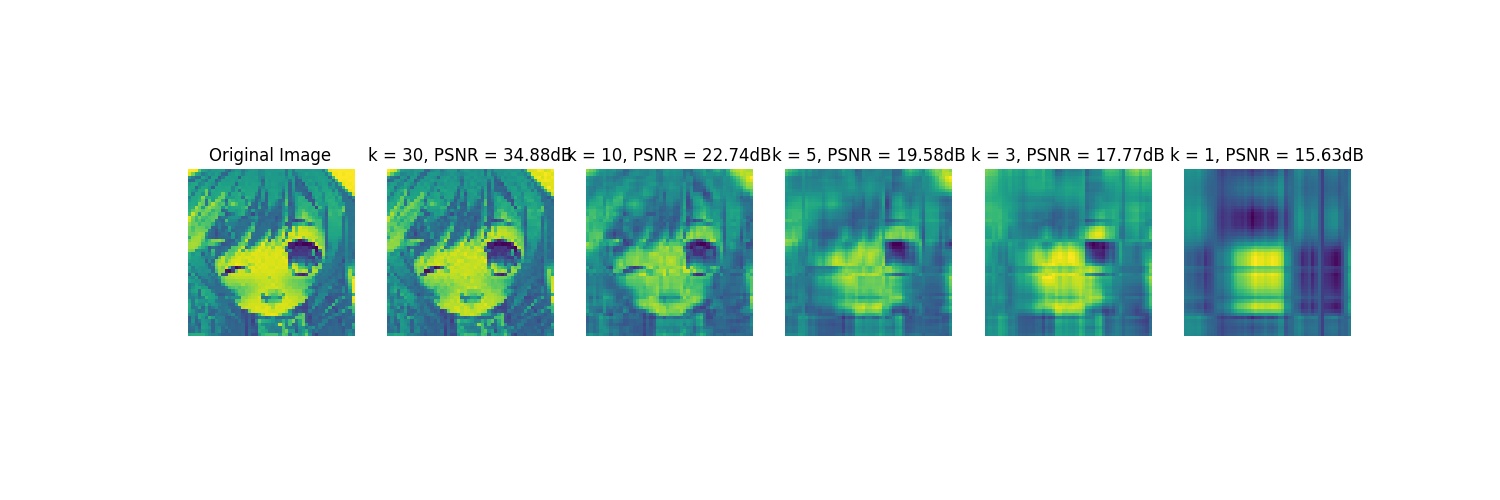 Original Image
k = 30, PSNR = 34.88dB
k = 10, PSNR = 22.74dB
k = 5, PSNR = 19.58dB
k = 3, PSNR = 17.77dB
k = 1, PSNR = 15.63dB